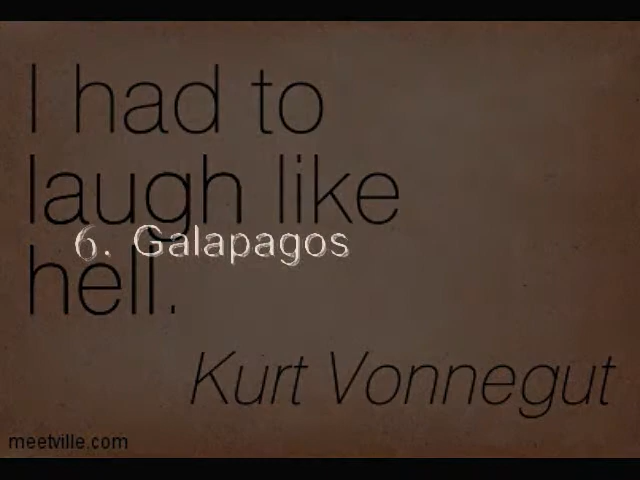 I had to
laugh like
6. Galapagos
hell.
Kurt Vonnegut
meetville.com